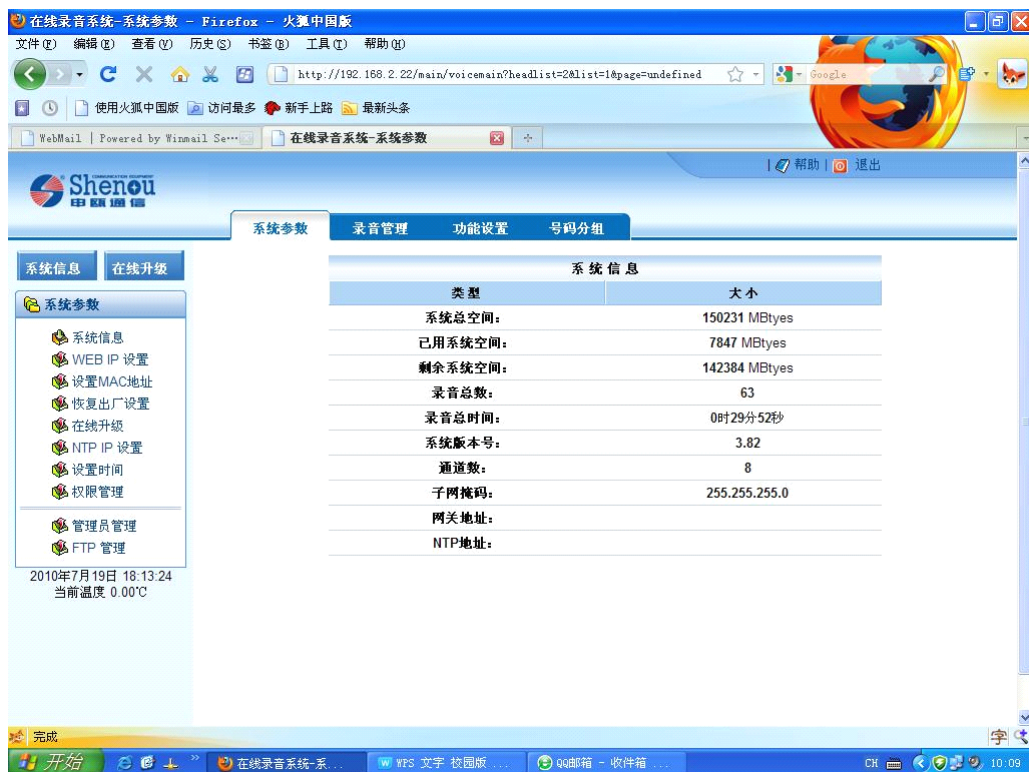 在线录音系统-系统参数 - Firefox - 火狐中国版
文件(F) 编辑(E) 查看(V) 历史(S) 书签(B) 工具(T) 帮助(H)
http://192.168.2.22/main/voicemain?headlist=2&list=1&page=undefined
Google
使用火狐中国版 访问最多 新手上路 最新头条
WebMail | Powered by Winmail Se… 在线录音系统-系统参数
| 帮助 | 退出
Shenou
申瓯通信
系统参数 录音管理 功能设置 号码分组
系统信息 在线升级
系统参数
系统信息
WEB IP 设置
设置MAC地址
恢复出厂设置
在线升级
NTP IP 设置
设置时间
权限管理
管理员管理
FTP 管理
2010年7月19日 18:13:24
当前温度 0.00℃
系统信息
类型 大小
系统总空间: 150231 MBtyes
已用系统空间: 7847 MBtyes
剩余系统空间: 142384 MBtyes
录音总数: 63
录音总时间: 0时29分52秒
系统版本号: 3.82
通道数: 8
子网掩码: 255.255.255.0
网关地址:
NTP地址:
完成
字
开始 在线录音系统-系... WPS 文字 校园版 ... QQ邮箱 - 收件箱 ... CH 10:09